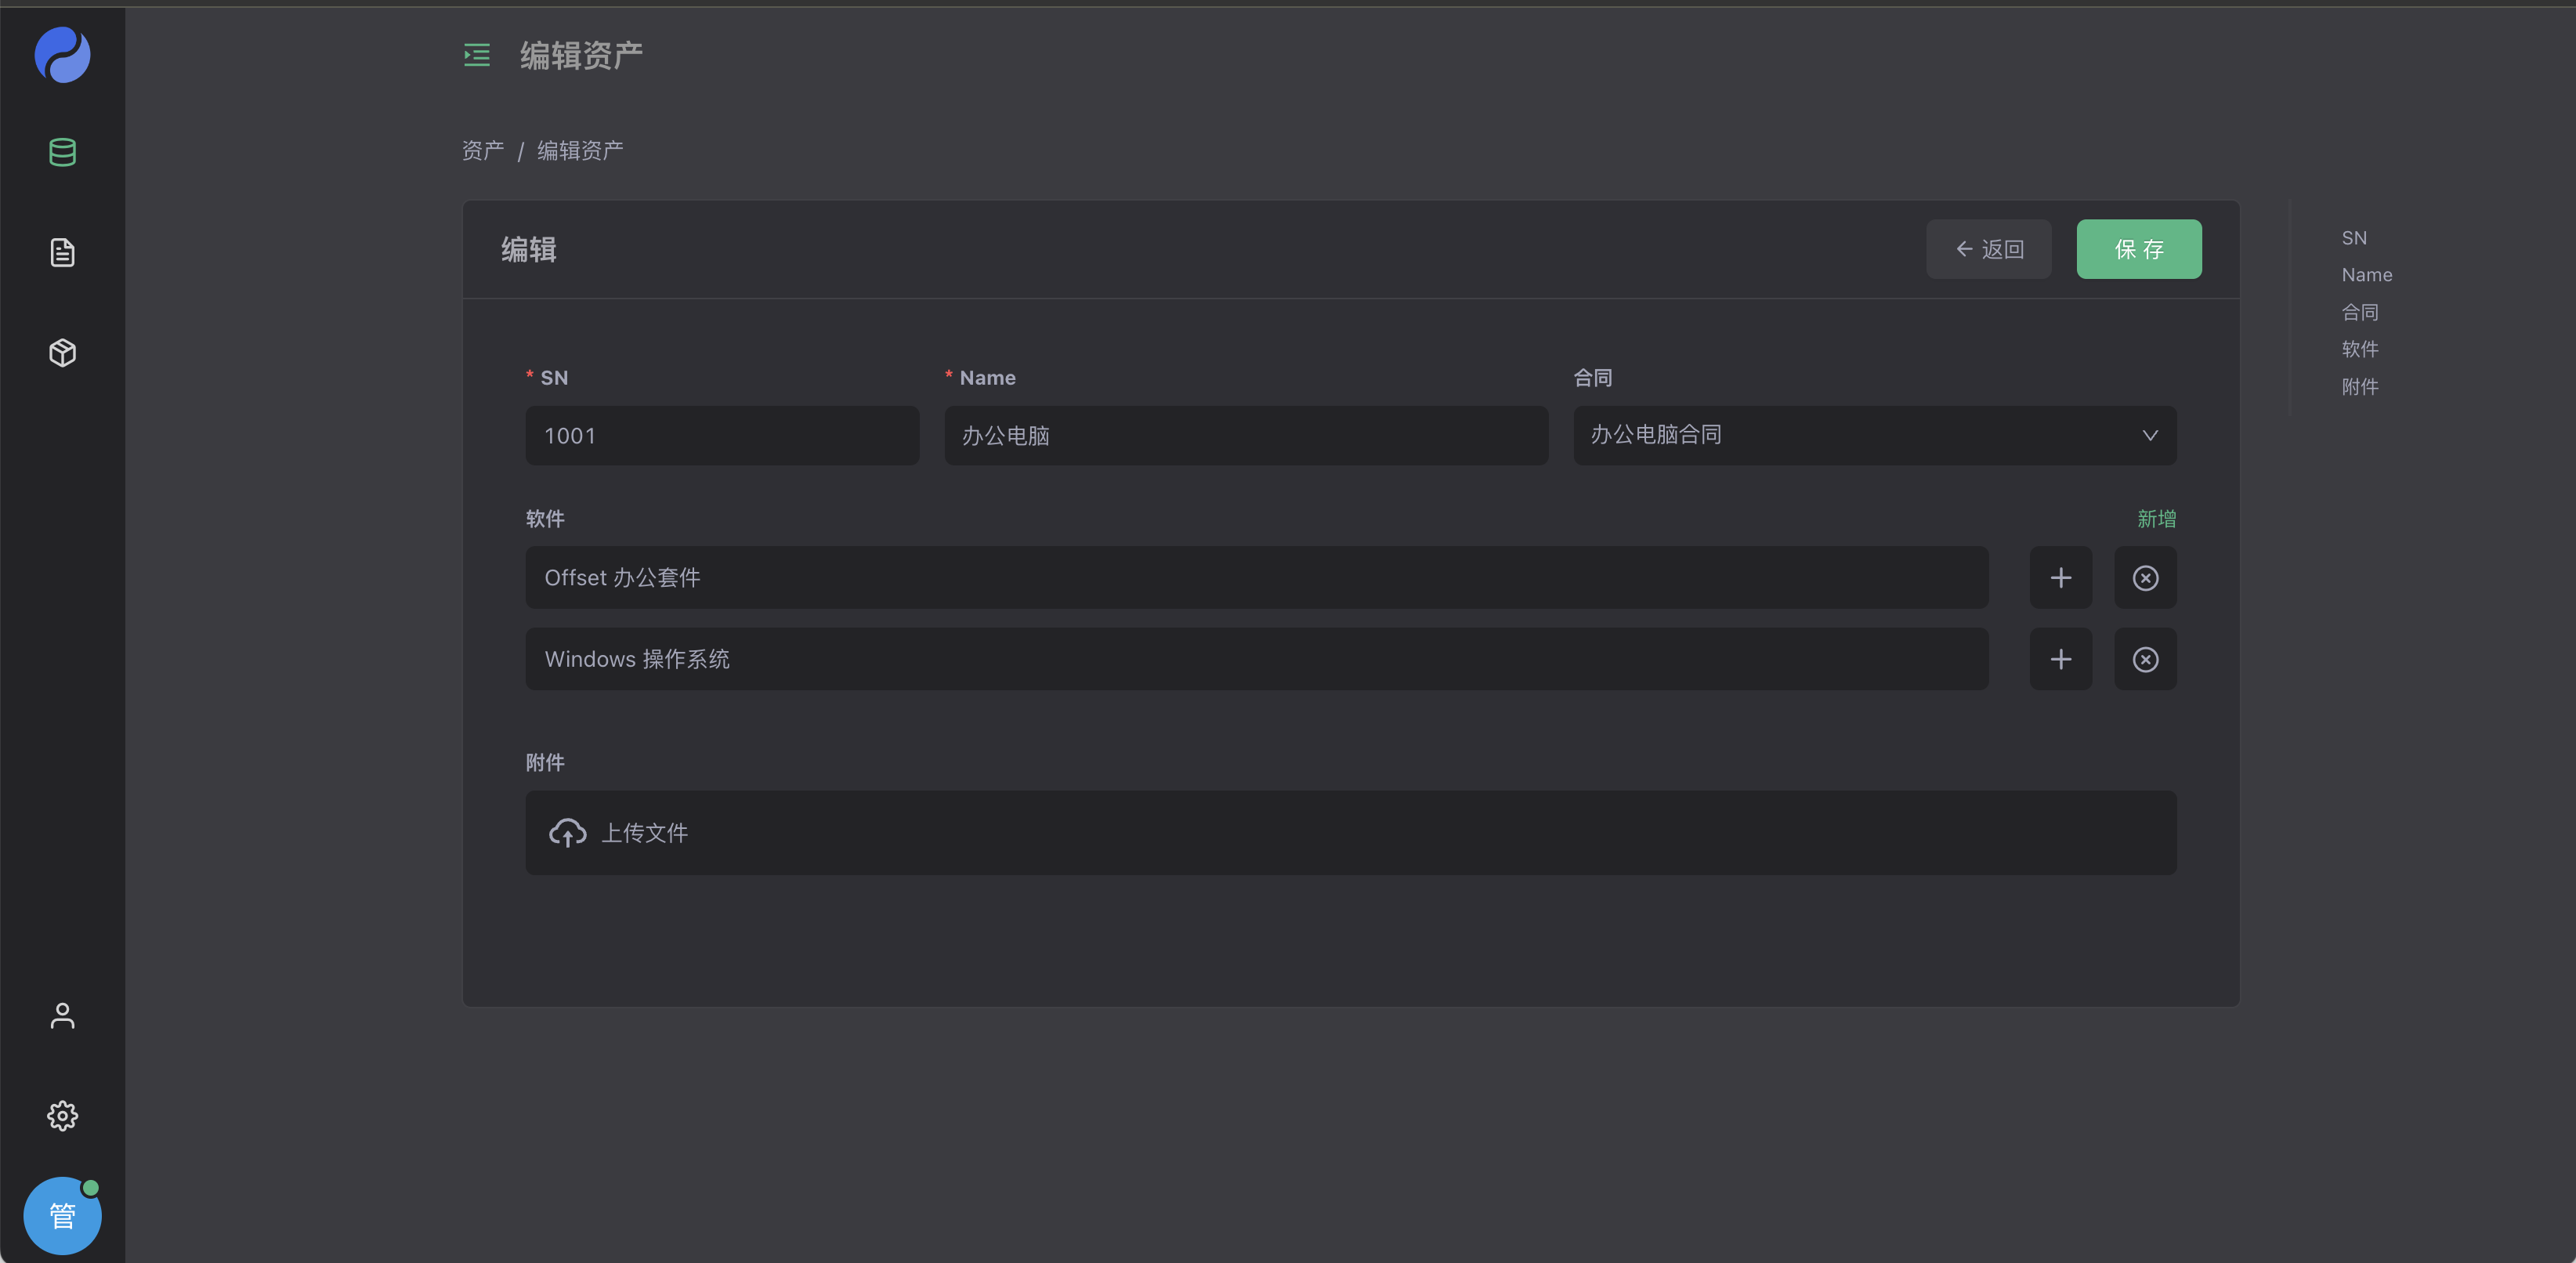 编辑资产
资产 / 编辑资产
编辑
返回
保 存
SN
Name
合同
软件
附件
* SN
* Name
合同
1001
办公电脑
办公电脑合同
软件
新增
Offset 办公套件
Windows 操作系统
附件
上传文件
管